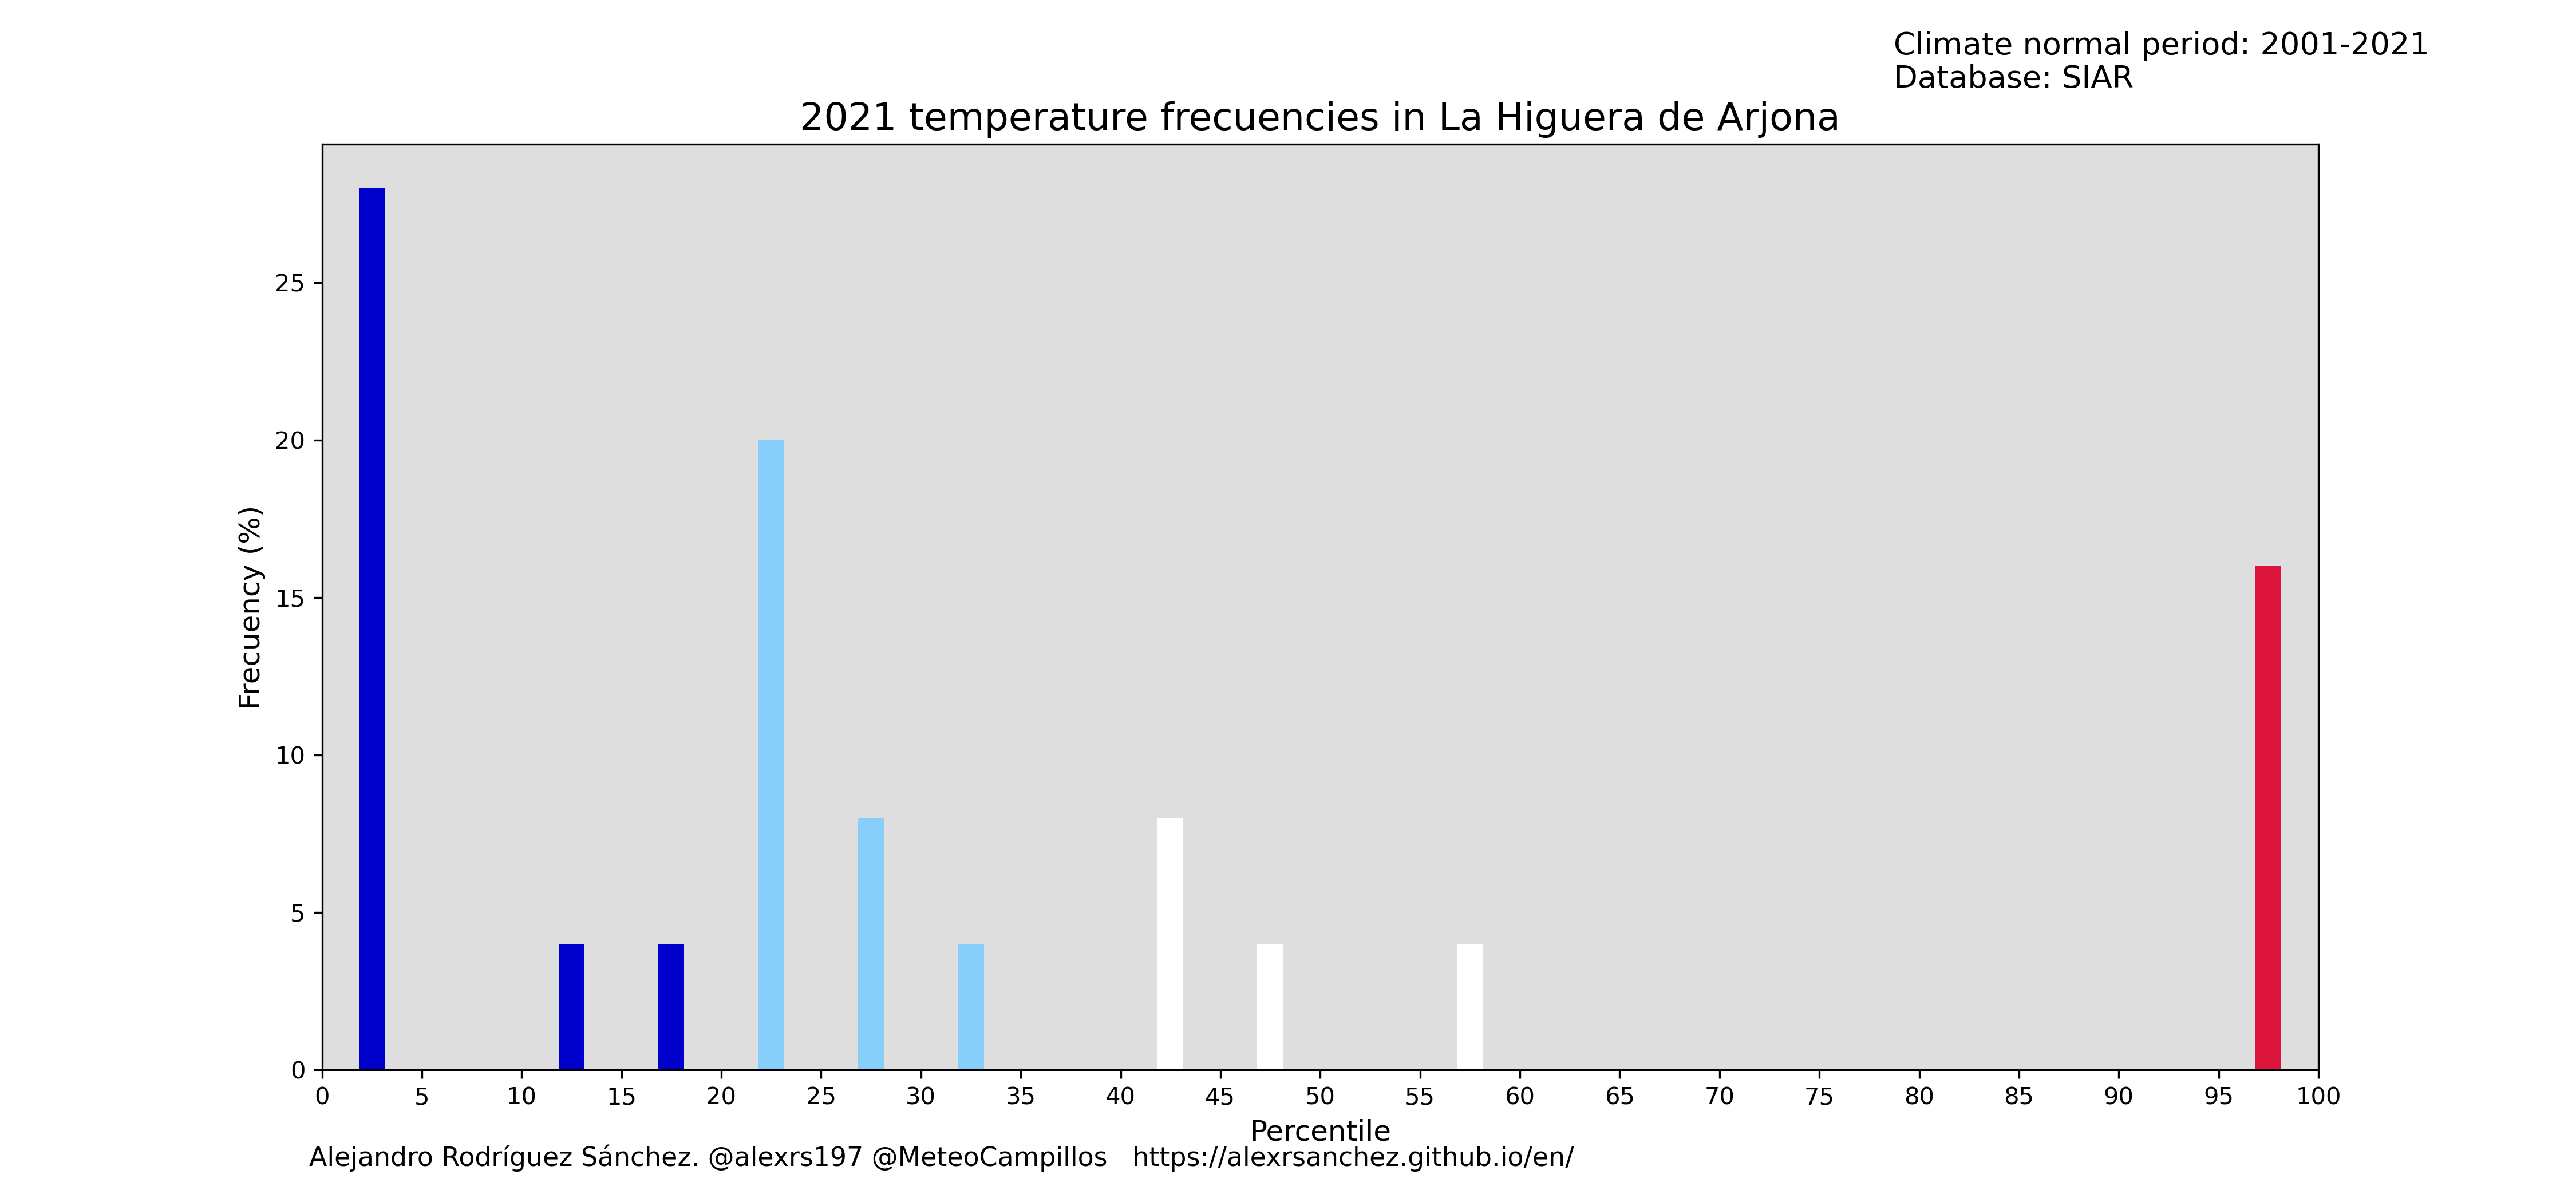 Climate normal period: 2001-2021
Database: SIAR
2021 temperature frecuencies in La Higuera de Arjona
Frecuency (%)
25
20
15
10
5
0
0 5 10 15 20 25 30 35 40 45 50 55 60 65 70 75 80 85 90 95 100
Percentile
Alejandro Rodríguez Sánchez. @alexrs197 @MeteoCampillos https://alexrsanchez.github.io/en/